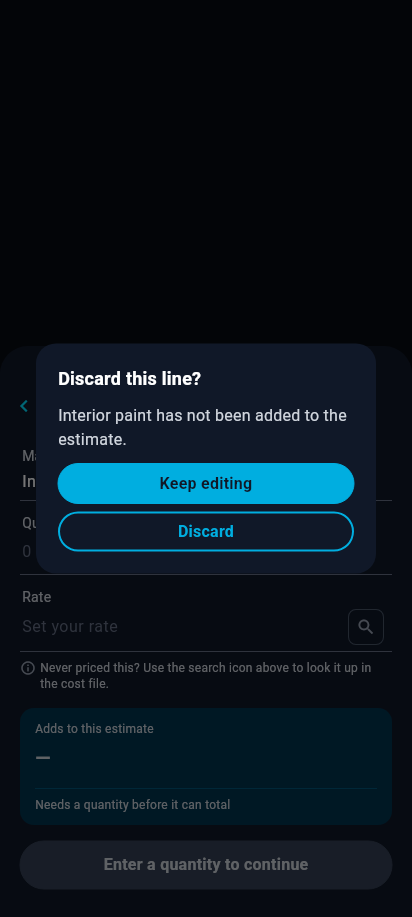 Discard this line?
Interior paint has not been added to the
estimate.
Keep editing
Discard
0
Rate
Set your rate
Never priced this? Use the search icon above to look it up in
the cost file.
Adds to this estimate
—
Needs a quantity before it can total
Enter a quantity to continue